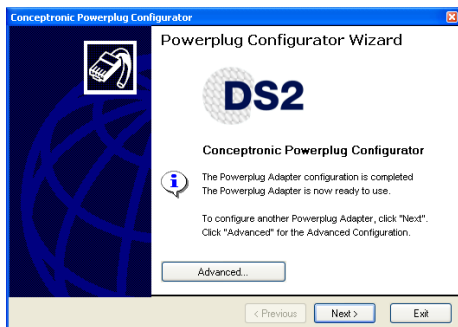 Conceptronic Powerplug Configurator
Powerplug Configurator Wizard
DS2
Conceptronic Powerplug Configurator
The Powerplug Adapter configuration is completed
The Powerplug Adapter is now ready to use.
To configure another Powerplug Adapter, click "Next".
Click "Advanced" for the Advanced Configuration.
Advanced...
< Previous Next > Exit